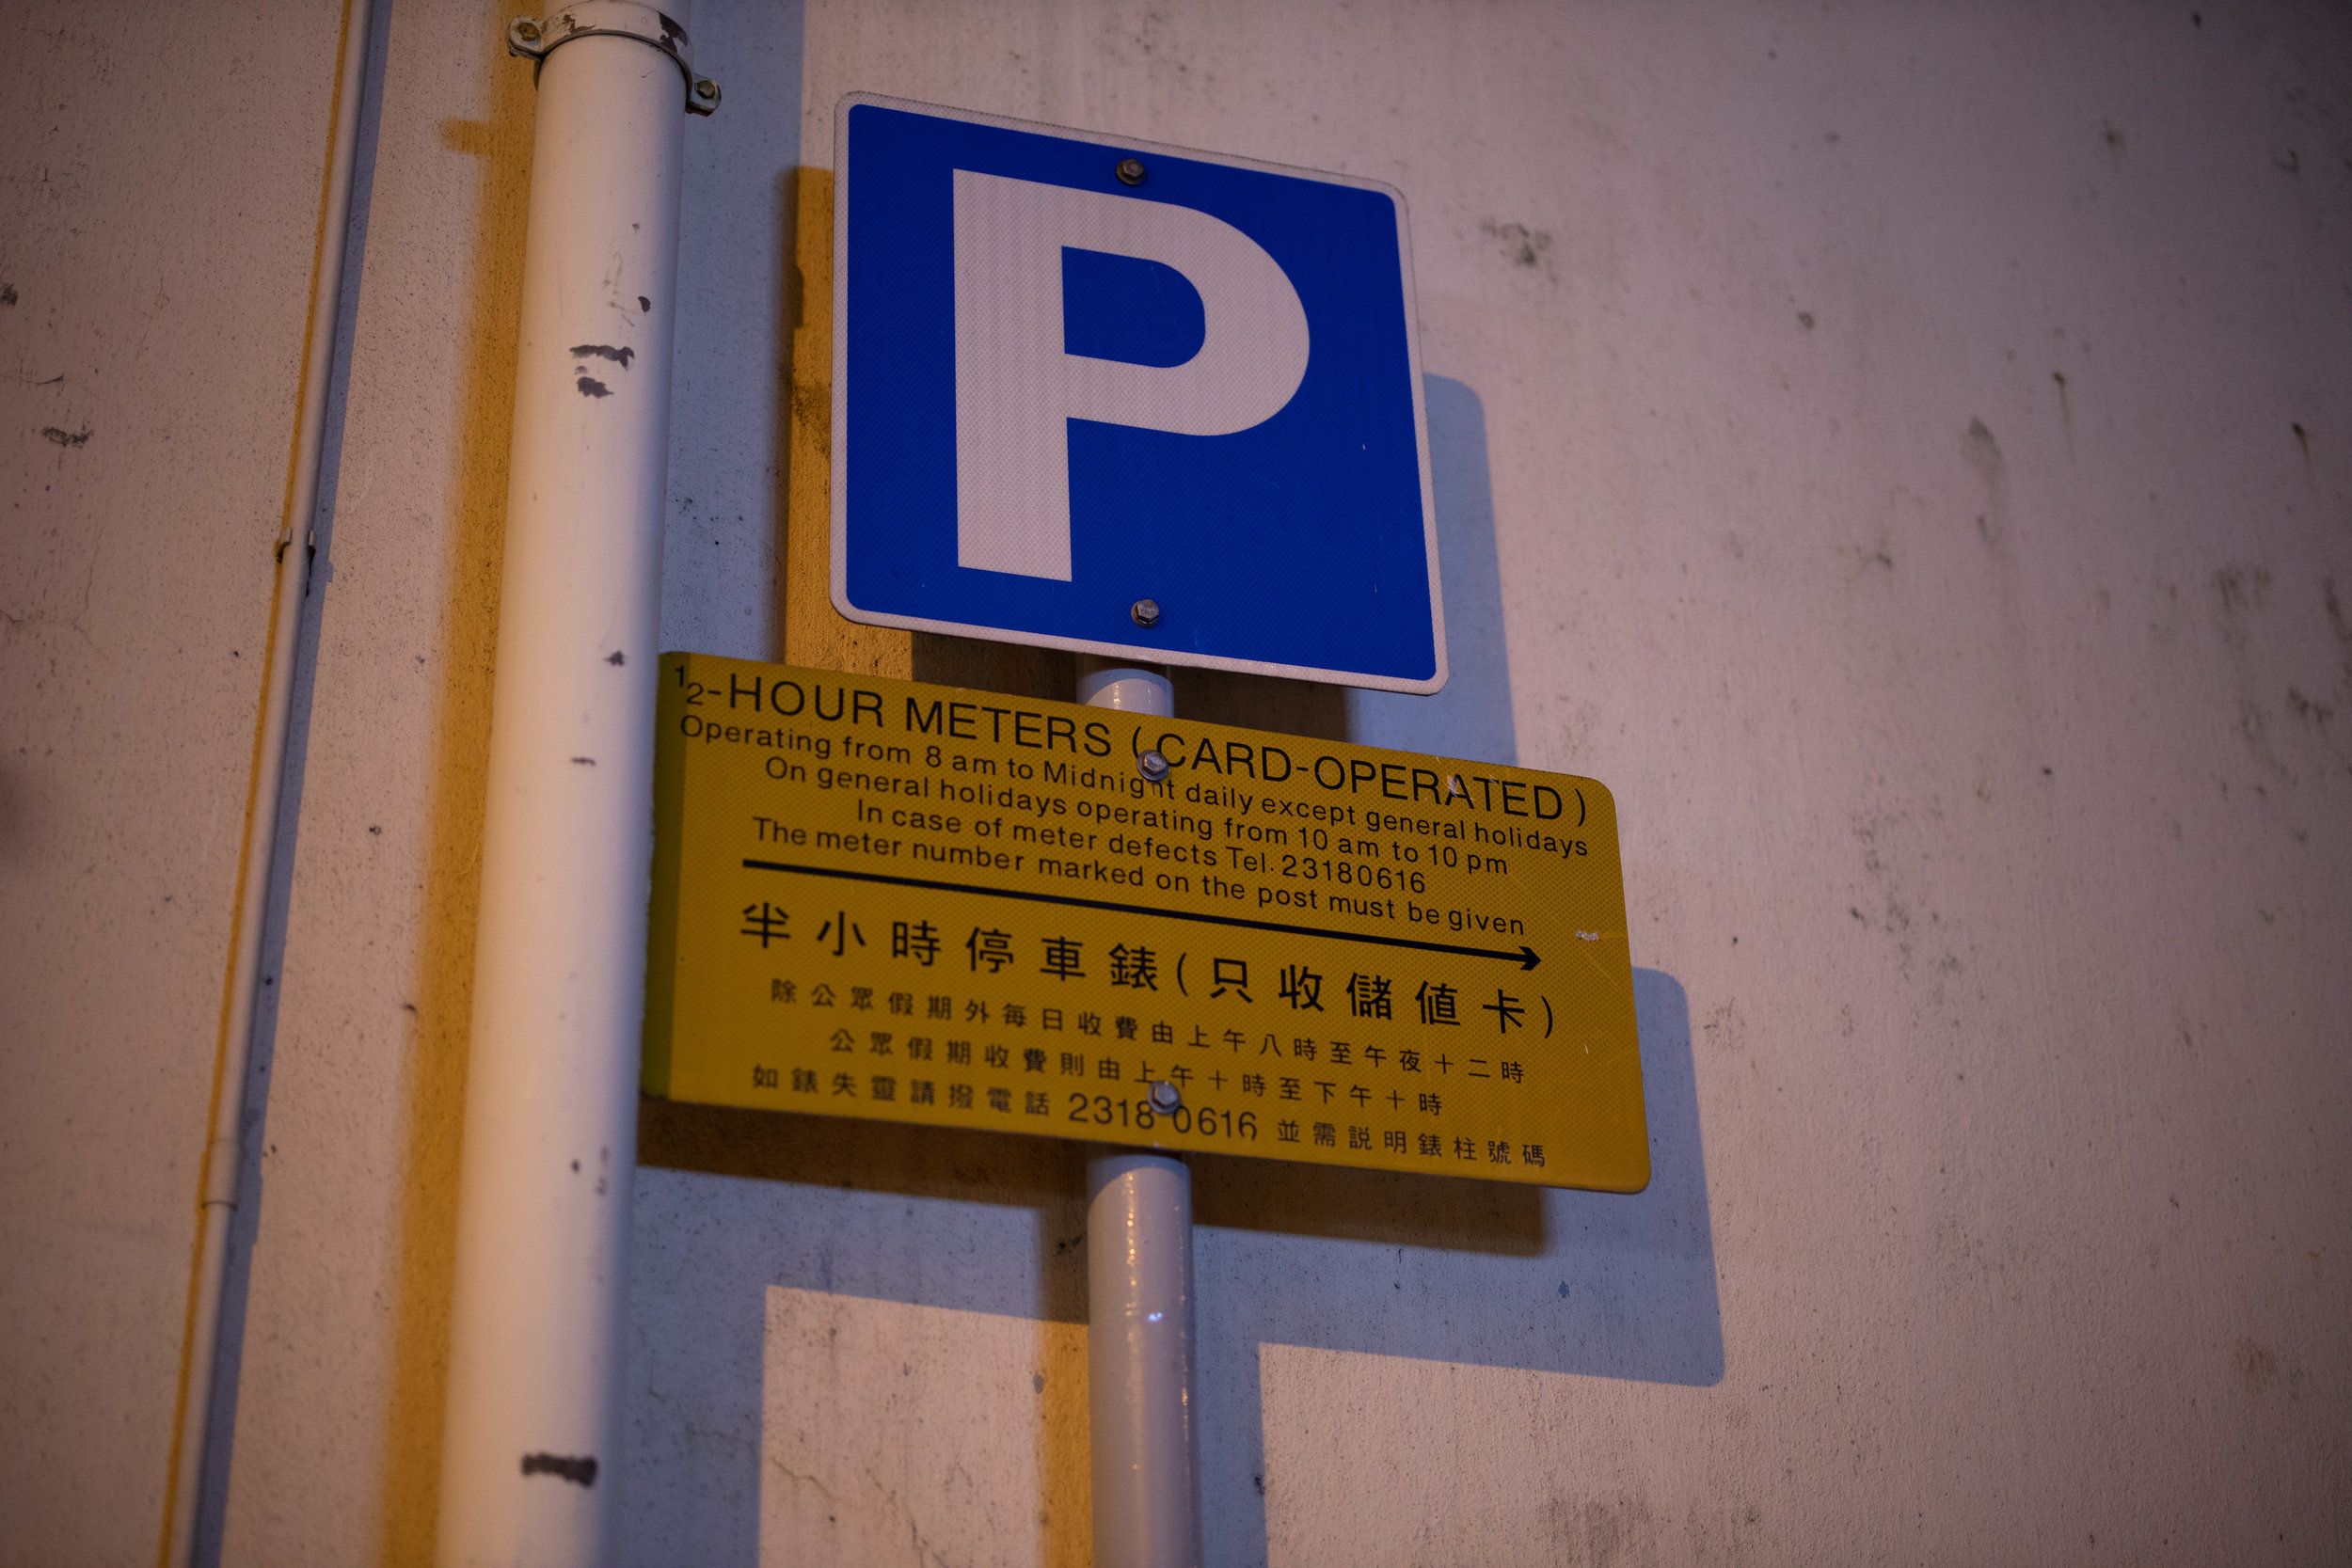 P
½-HOUR METERS (CARD-OPERATED)
Operating from 8 am to Midnight daily except general holidays
On general holidays operating from 10 am to 10 pm
In case of meter defects Tel. 23180616
The meter number marked on the post must be given
半小時停車錶(只收儲值卡)
除公眾假期外每日收費由上午八時至午夜十二時
公眾假期收費則由上午十時至下午十時
如錶失靈請撥電話 2318 0616 並需説明錶柱號碼